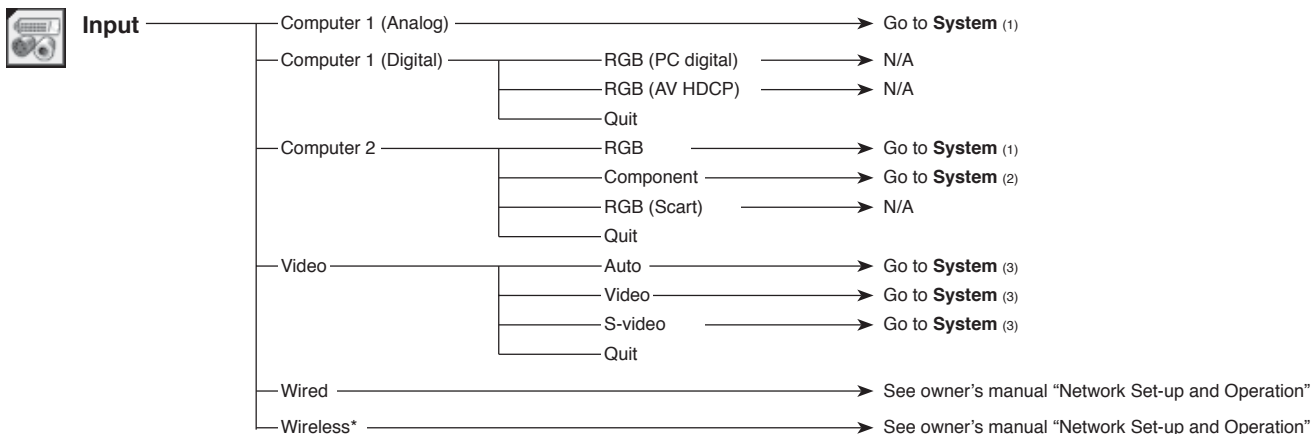 Input
Computer 1 (Analog) Go to System (1)
Computer 1 (Digital) RGB (PC digital) N/A
RGB (AV HDCP) N/A
Quit
Computer 2 RGB Go to System (1)
Component Go to System (2)
RGB (Scart) N/A
Quit
Video Auto Go to System (3)
Video Go to System (3)
S-video Go to System (3)
Quit
Wired See owner’s manual “Network Set-up and Operation”
Wireless* See owner’s manual “Network Set-up and Operation”